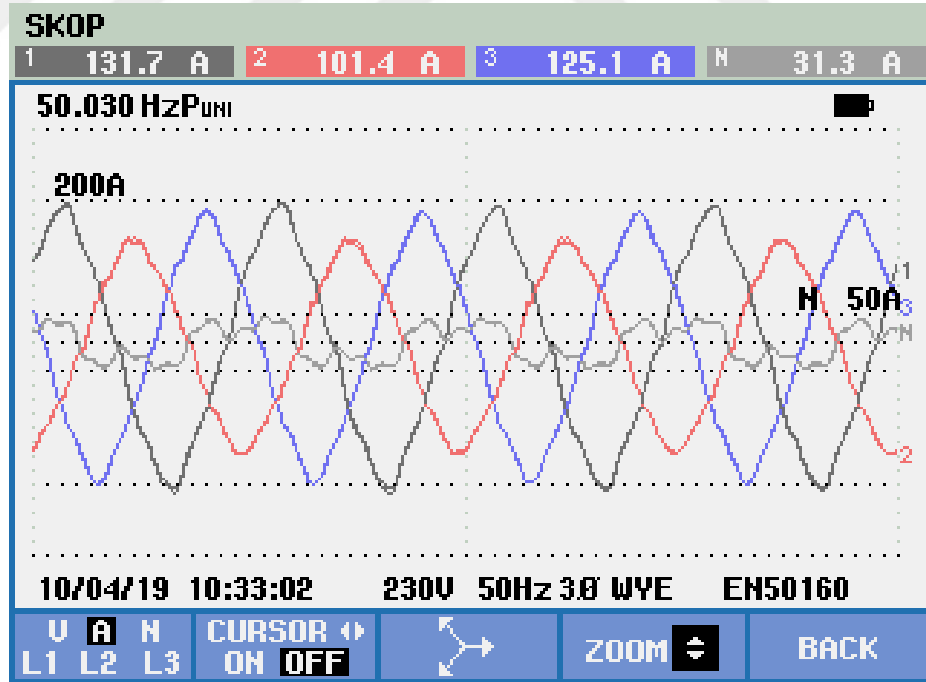 SKOP
1 131.7 A 2 101.4 A 3 125.1 A N 31.3 A
50.030 HzPUNI
200A
1
N 50A
3
N
2
10/04/19 10:33:02 230V 50Hz 3Ø WYE EN50160
V A N CURSOR ZOOM BACK
L1 L2 L3 ON OFF